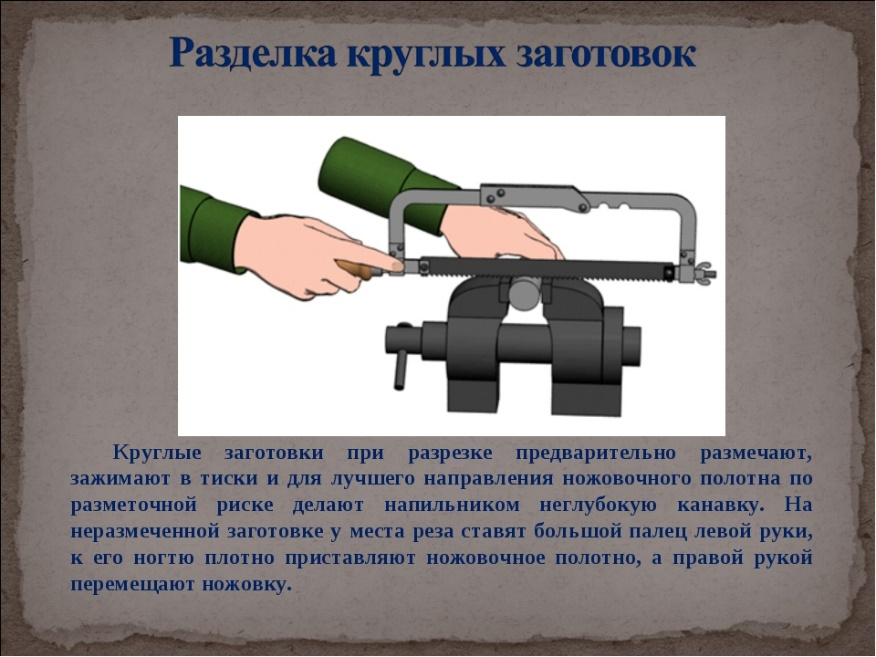 Разделка круглых заготовок
Круглые заготовки при разрезке предварительно размечают,
зажимают в тиски и для лучшего направления ножовочного полотна по
разметочной риске делают напильником неглубокую канавку. На
неразмеченной заготовке у места реза ставят большой палец левой руки,
к его ногтю плотно приставляют ножовочное полотно, а правой рукой
перемещают ножовку.